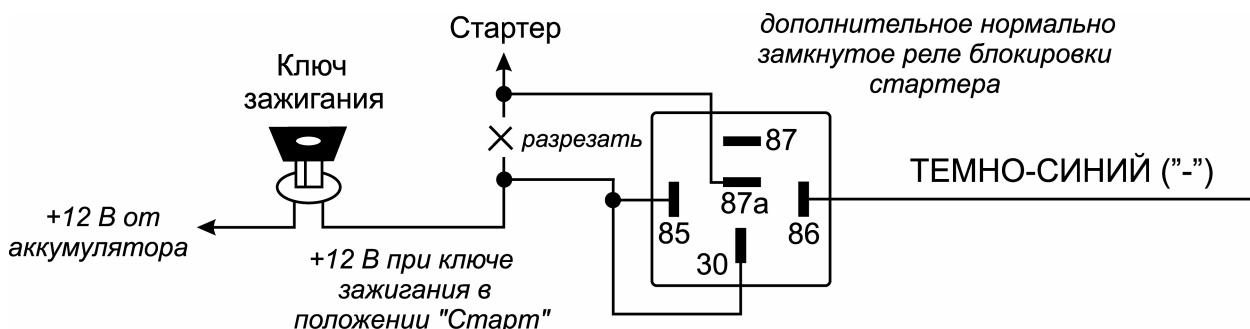 Ключ
зажигания
+12 В от
аккумулятора
+12 В при ключе
зажигания в
положении "Старт"
Стартер
разрезать
дополнительное нормально
замкнутое реле блокировки
стартера
87
87а
85
86
30
ТЕМНО-СИНИЙ ("-")